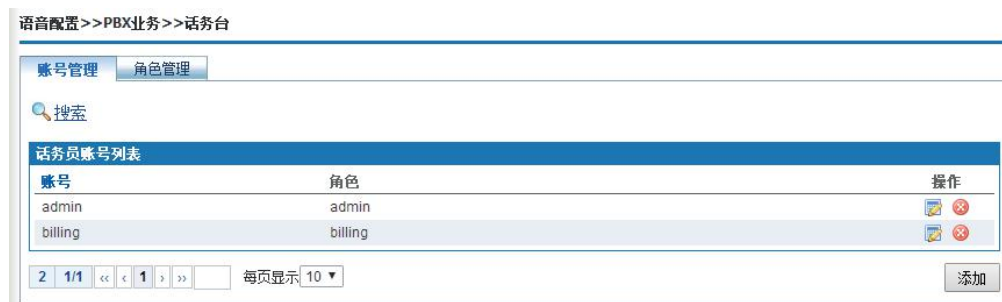 语音配置>>PBX业务>>话务台
账号管理 角色管理
搜索
话务员账号列表
账号 角色 操作
admin admin
billing billing
2 1/1 « ‹ 1 › » 每页显示 10 ▼ 添加